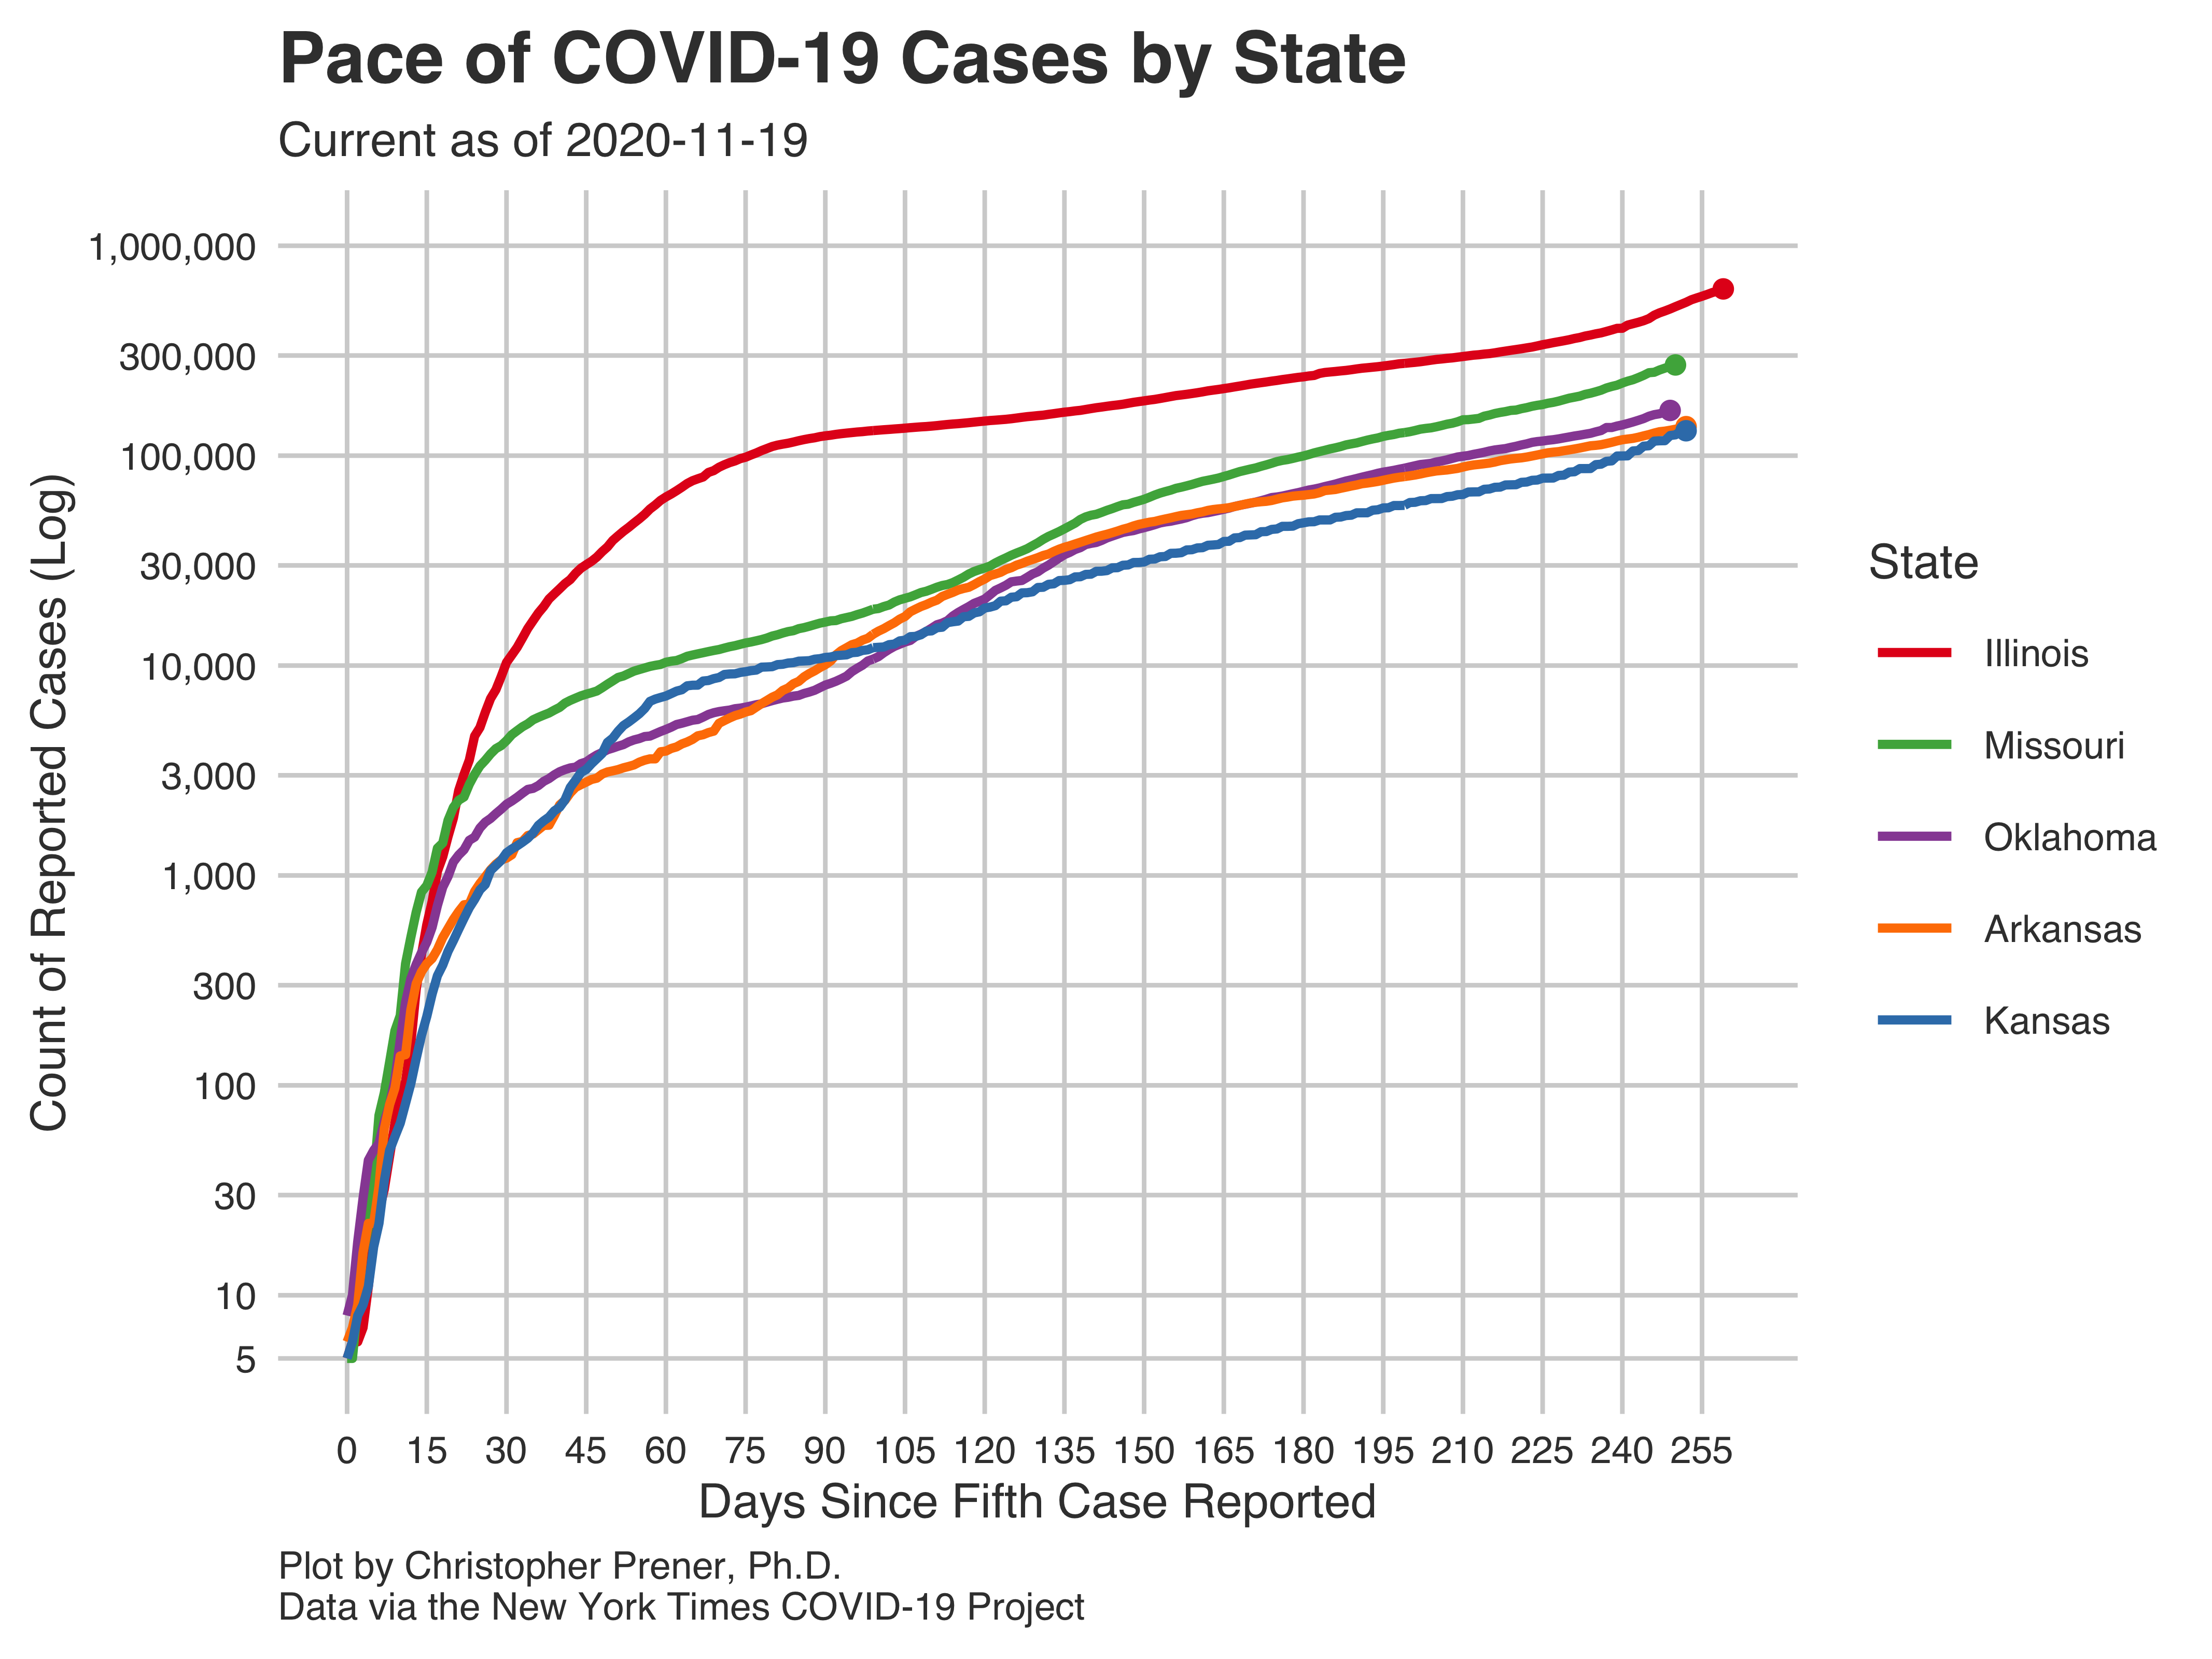 Pace of COVID-19 Cases by State
Current as of 2020-11-19
Count of Reported Cases (Log)
1,000,000
300,000
100,000
30,000
10,000
3,000
1,000
300
100
30
10
5
0 15 30 45 60 75 90 105 120 135 150 165 180 195 210 225 240 255
Days Since Fifth Case Reported
State
Illinois
Missouri
Oklahoma
Arkansas
Kansas
Plot by Christopher Prener, Ph.D.
Data via the New York Times COVID-19 Project